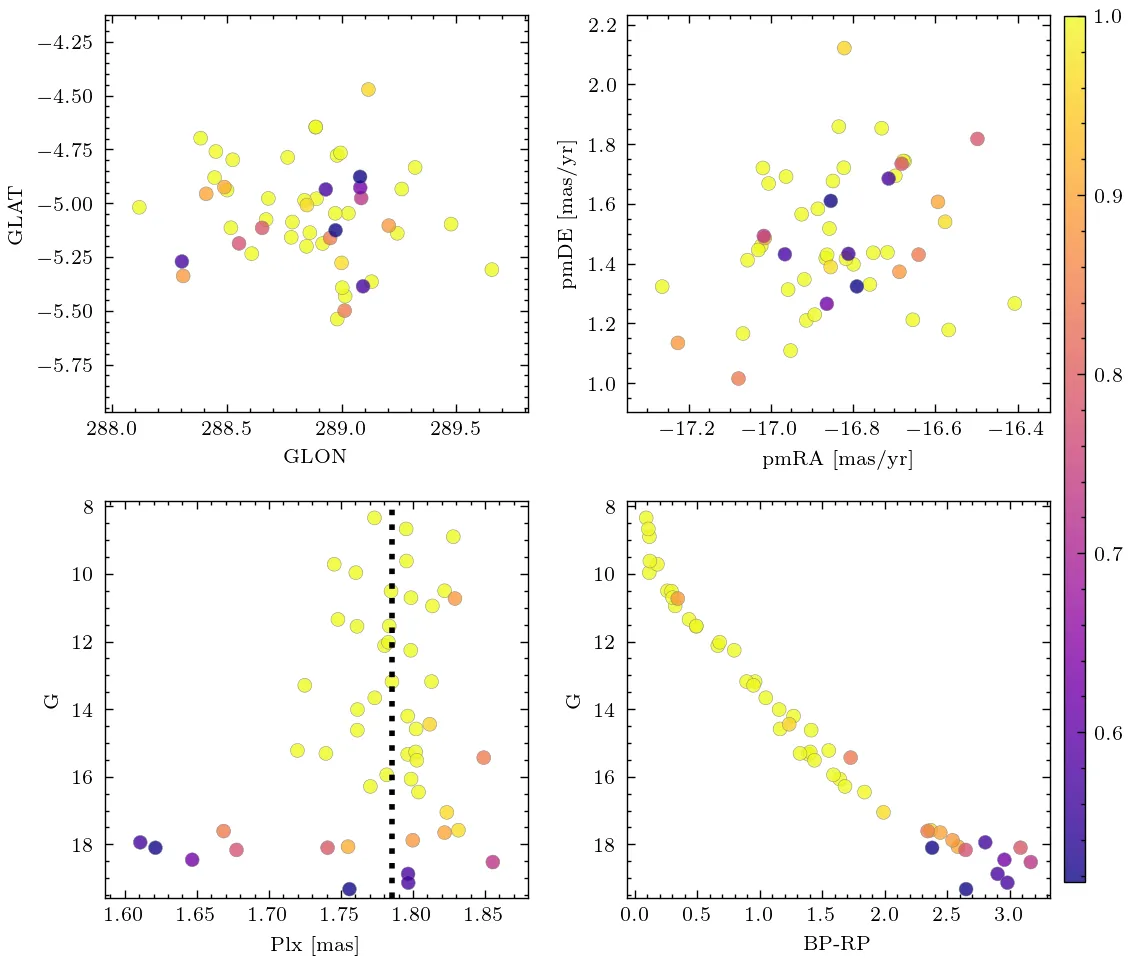 −4.25
−4.50
−4.75
−5.00
−5.25
−5.50
−5.75
GLAT
288.0 288.5 289.0 289.5
GLON
2.2
2.0
1.8
1.6
1.4
1.2
1.0
pmDE [mas/yr]
−17.2 −17.0 −16.8 −16.6 −16.4
pmRA [mas/yr]
8
10
12
14
16
18
G
1.60 1.65 1.70 1.75 1.80 1.85
Plx [mas]
8
10
12
14
16
18
G
0.0 0.5 1.0 1.5 2.0 2.5 3.0
BP-RP
1.0
0.9
0.8
0.7
0.6